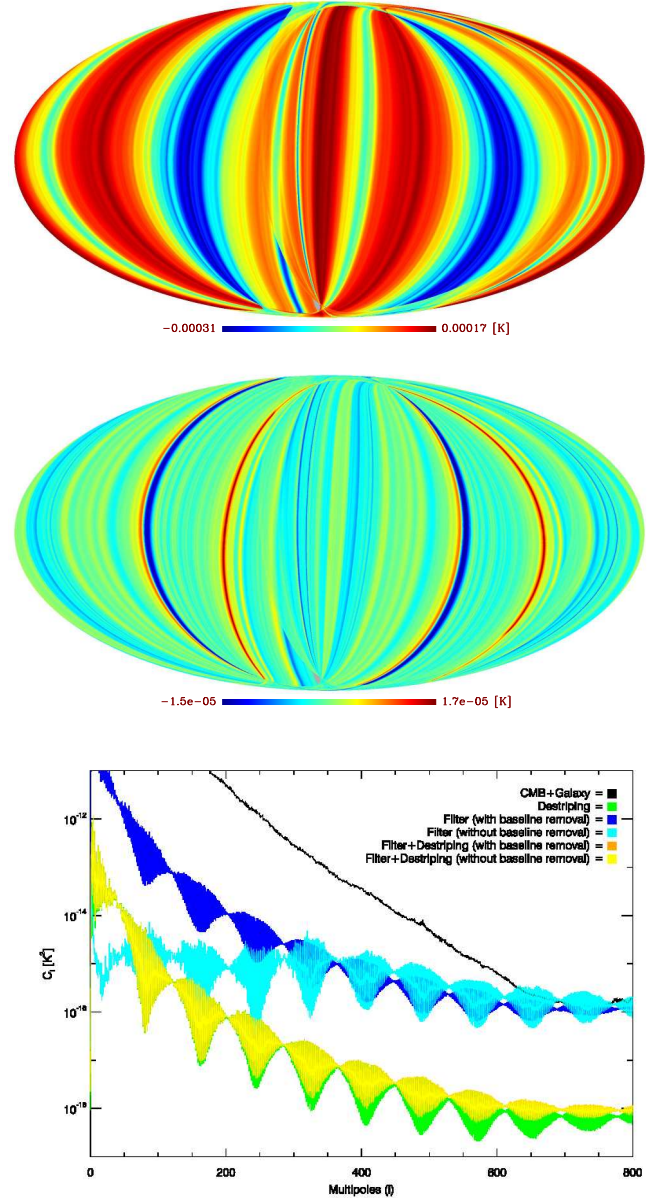 −0.00031 0.00017 [K]
−1.5e−05 1.7e−05 [K]
CMB+Galaxy =
Destriping =
Filter (with baseline removal) =
Filter (without baseline removal) =
Filter+Destriping (with baseline removal) =
Filter+Destriping (without baseline removal) =
10⁻¹²
10⁻¹⁴
10⁻¹⁶
10⁻¹⁸
C_l [K²]
0 200 400 600 800
Multipoles (l)